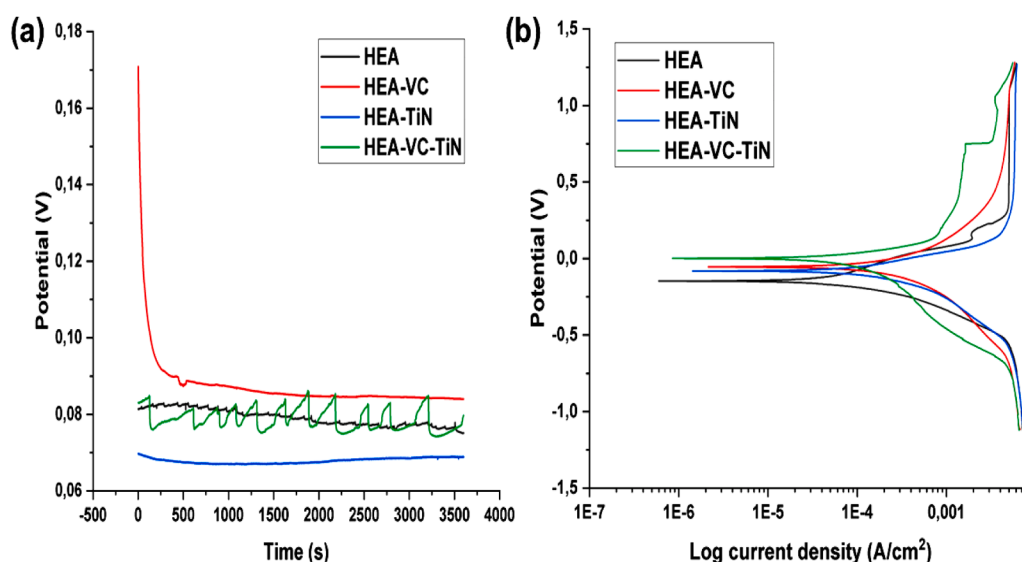 (a)
0,18
0,16
0,14
0,12
0,10
0,08
0,06
Potential (V)
-500 0 500 1000 1500 2000 2500 3000 3500 4000
Time (s)
HEA
HEA-VC
HEA-TiN
HEA-VC-TiN
(b)
1,5
1,0
0,5
0,0
-0,5
-1,0
-1,5
Potential (V)
1E-7 1E-6 1E-5 1E-4 0,001
Log current density (A/cm²)
HEA
HEA-VC
HEA-TiN
HEA-VC-TiN